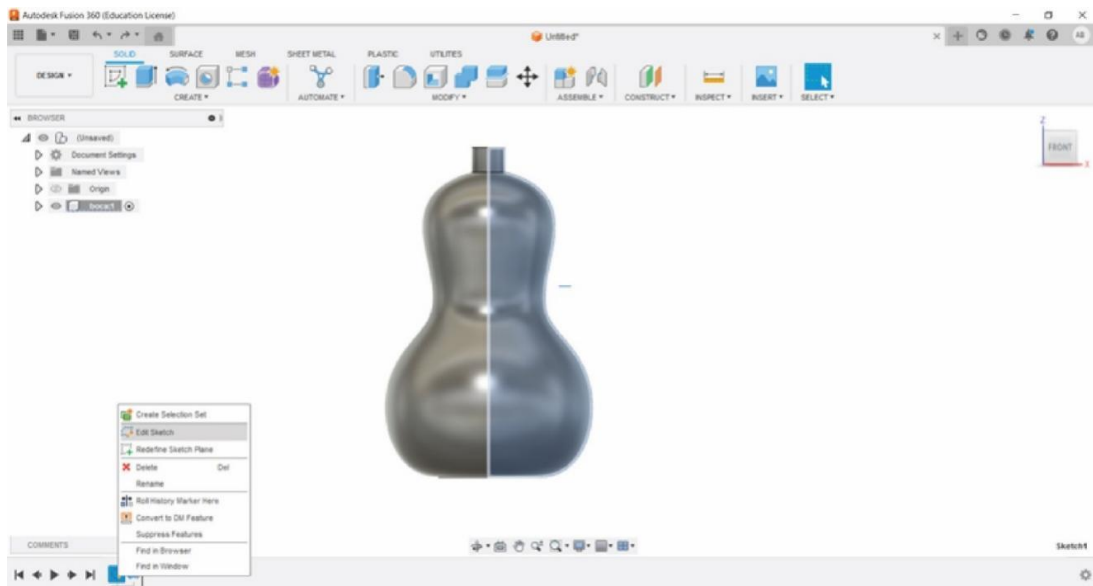 Autodesk Fusion 360 (Education License)
Untitled*
AB
SOLID SURFACE MESH SHEET METAL PLASTIC UTILITIES
DESIGN
CREATE AUTOMATE MODIFY ASSEMBLE CONSTRUCT INSPECT INSERT SELECT
BROWSER
(Unsaved)
Document Settings
Named Views
Origin
boca:1
Z
FRONT
X
Create Selection Set
Edit Sketch
Redefine Sketch Plane
Delete Del
Rename
Roll History Marker Here
Convert to DM Feature
Suppress Features
Find in Browser
Find in Window
COMMENTS
Sketch1